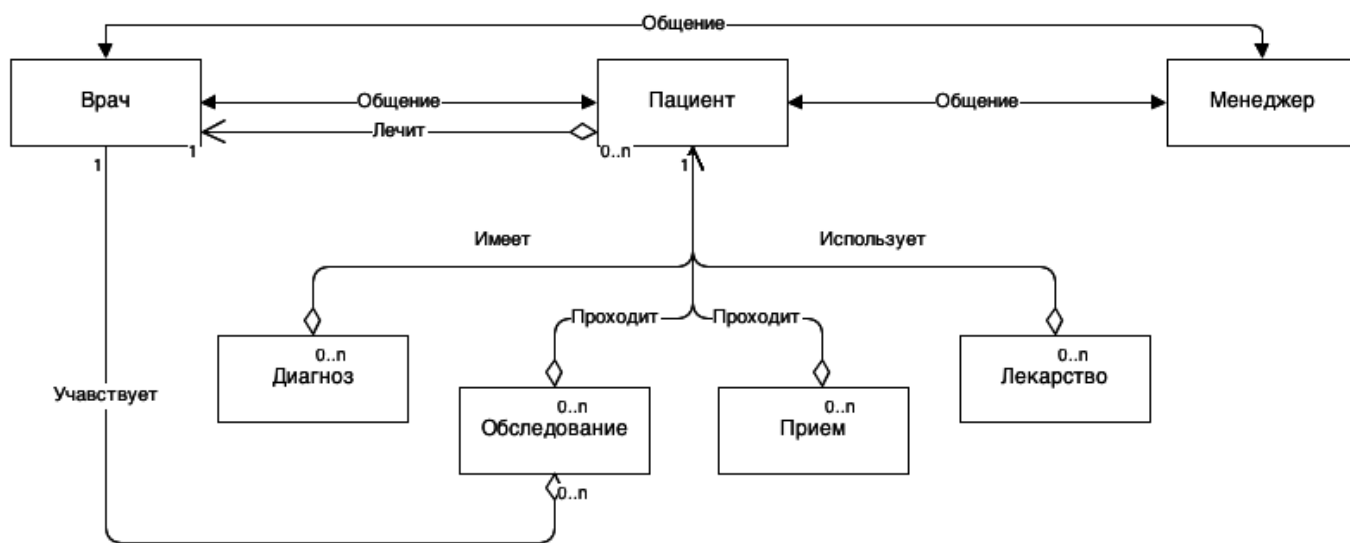 Общение
Врач
Общение
Пациент
Общение
Менеджер
Лечит
1
0..n
1
1
Имеет
Использует
Проходит
Проходит
0..n
Диагноз
0..n
Лекарство
Учавствует
0..n
Обследование
0..n
Прием
0..n